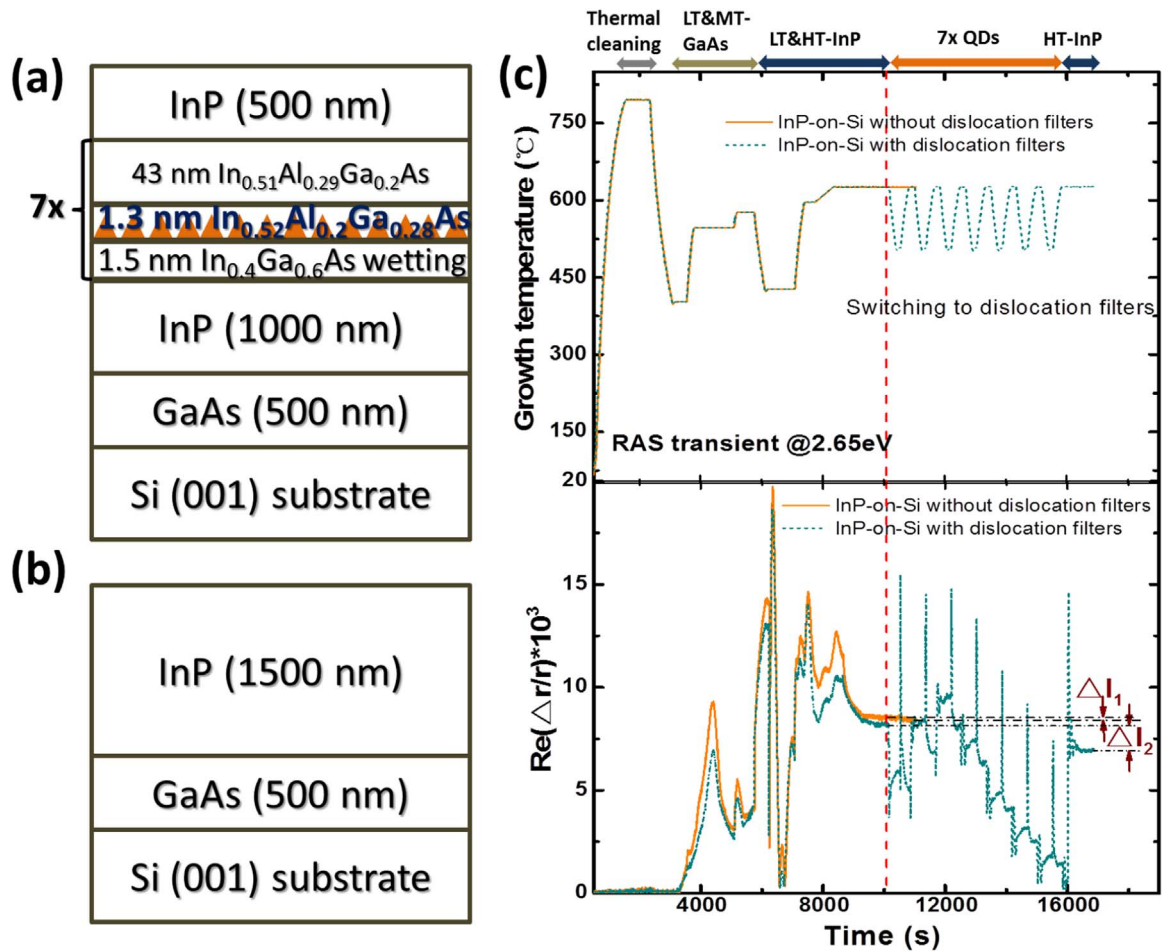 (a)
InP (500 nm)
7x
43 nm In0.51Al0.29Ga0.2As
1.3 nm In0.52Al0.2Ga0.28As
1.5 nm In0.4Ga0.6As wetting
InP (1000 nm)
GaAs (500 nm)
Si (001) substrate
(b)
InP (1500 nm)
GaAs (500 nm)
Si (001) substrate
(c)
Thermal
cleaning
LT&MT-
GaAs
LT&HT-InP
7x QDs
HT-InP
Growth temperature (℃)
750
600
450
300
150
20
InP-on-Si without dislocation filters
InP-on-Si with dislocation filters
Switching to dislocation filters
RAS transient @2.65eV
Re(△r/r)*10^3
15
10
5
0
InP-on-Si without dislocation filters
InP-on-Si with dislocation filters
△I1
△I2
4000 8000 12000 16000
Time (s)